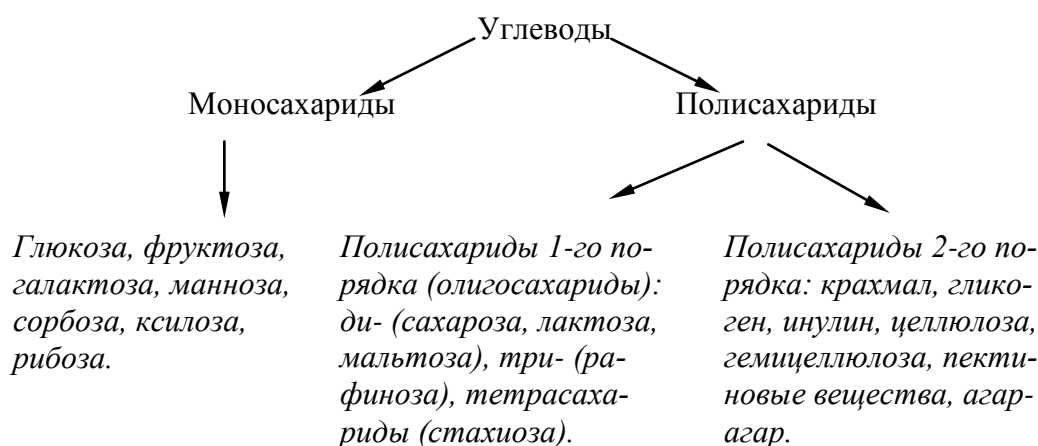 Углеводы
Моносахариды
Полисахариды
Глюкоза, фруктоза,
галактоза, манноза,
сорбоза, ксилоза,
рибоза.
Полисахариды 1-го по-
рядка (олигосахариды):
ди- (сахароза, лактоза,
мальтоза), три- (ра-
финоза), тетрасаха-
риды (стахиоза).
Полисахариды 2-го по-
рядка: крахмал, глико-
ген, инулин, целлюлоза,
гемицеллюлоза, пекти-
новые вещества, агар-
агар.